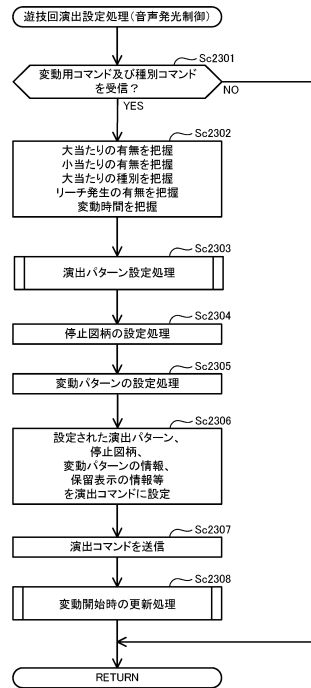 遊技回演出設定処理(音声発光制御)
Sc2301
変動用コマンド及び種別コマンド
を受信?
NO
YES
Sc2302
大当たりの有無を把握
小当たりの有無を把握
大当たりの種別を把握
リーチ発生の有無を把握
変動時間を把握
Sc2303
演出パターン設定処理
Sc2304
停止図柄の設定処理
Sc2305
変動パターンの設定処理
Sc2306
設定された演出パターン、
停止図柄、
変動パターンの情報、
保留表示の情報等
を演出コマンドに設定
Sc2307
演出コマンドを送信
Sc2308
変動開始時の更新処理
RETURN